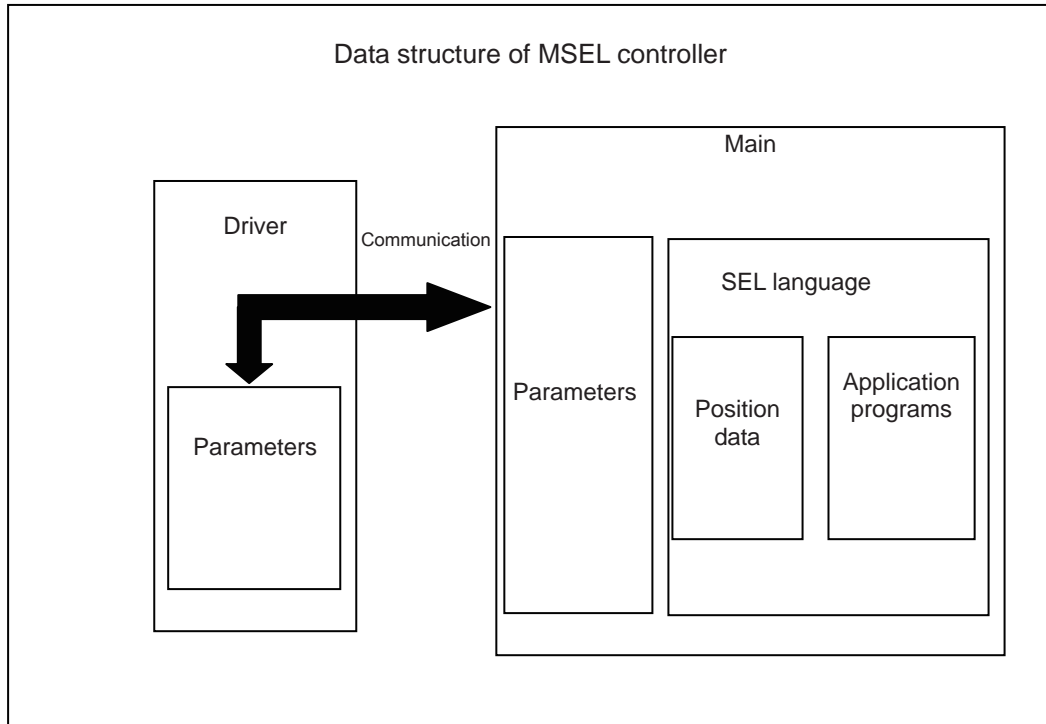 Data structure of MSEL controller
Main
Driver
Communication
SEL language
Parameters
Parameters
Position
data
Application
programs